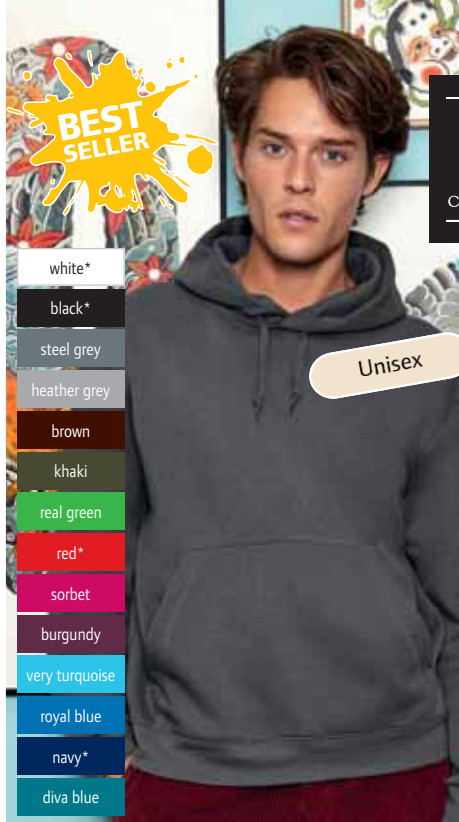 BEST
SELLER
C
white*
black*
steel grey
heather grey
Unisex
brown
khaki
real green
red*
sorbet
burgundy
very turquoise
royal blue
navy*
diva blue